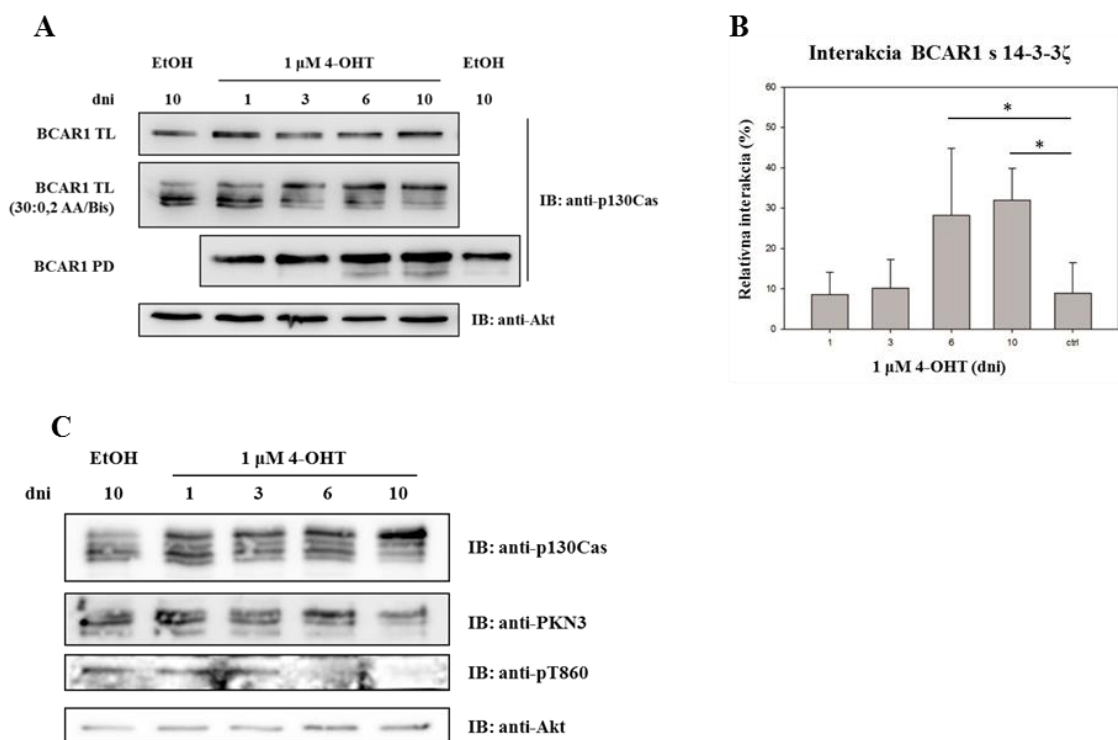 A
EtOH 1 µM 4-OHT EtOH
dni 10 1 3 6 10 10
BCAR1 TL
BCAR1 TL
(30:0,2 AA/Bis)
IB: anti-p130Cas
BCAR1 PD
IB: anti-Akt
B
Interakcia BCAR1 s 14-3-3ζ
Relatívna interakcia (%)
60
50
40
30
20
10
0
* 
*
1 3 6 10 ctrl
1 µM 4-OHT (dni)
C
EtOH 1 µM 4-OHT
dni 10 1 3 6 10
IB: anti-p130Cas
IB: anti-PKN3
IB: anti-pT860
IB: anti-Akt